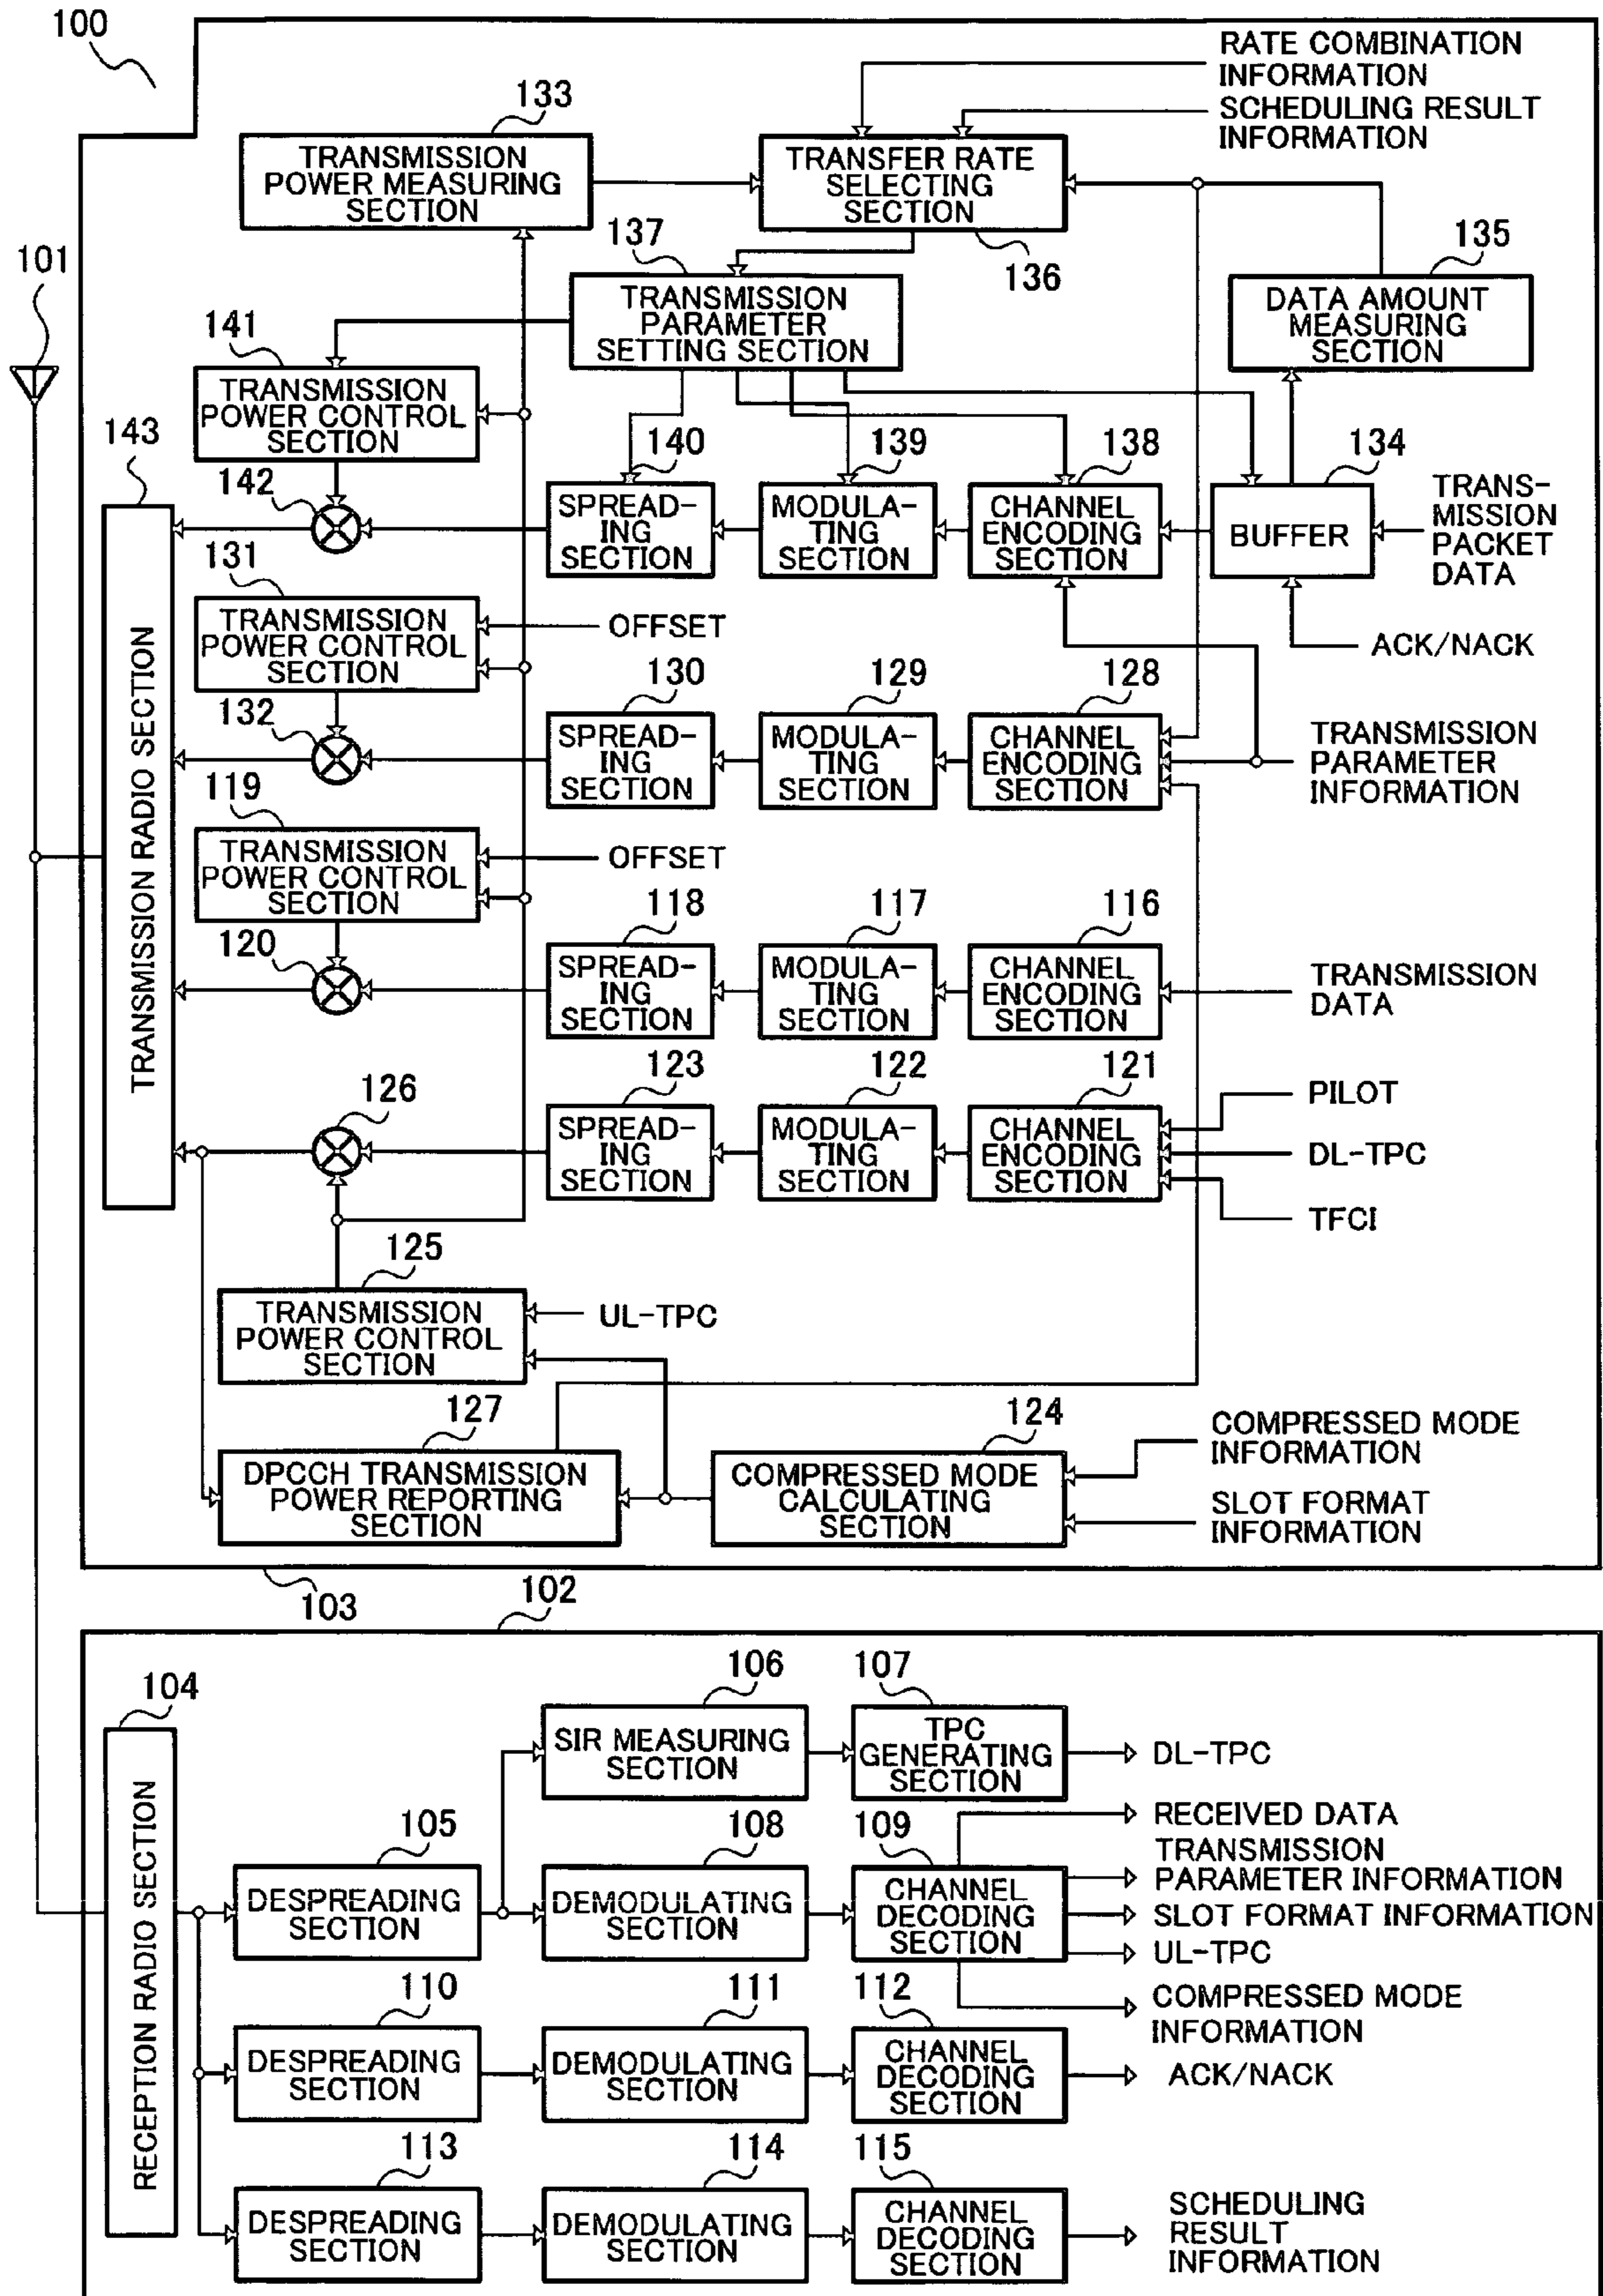 100
RATE COMBINATION
INFORMATION
SCHEDULING RESULT
INFORMATION
133
TRANSMISSION
POWER MEASURING
SECTION
TRANSFER RATE
SELECTING
SECTION
136
137
TRANSMISSION
PARAMETER
SETTING SECTION
135
DATA AMOUNT
MEASURING
SECTION
101
141
TRANSMISSION
POWER CONTROL
SECTION
143
TRANSMISSION RADIO SECTION
142
140
SPREAD-
ING
SECTION
139
MODULA-
TING
SECTION
138
CHANNEL
ENCODING
SECTION
134
BUFFER
TRANS-
MISSION
PACKET
DATA
ACK/NACK
131
TRANSMISSION
POWER CONTROL
SECTION
OFFSET
132
130
SPREAD-
ING
SECTION
129
MODULA-
TING
SECTION
128
CHANNEL
ENCODING
SECTION
TRANSMISSION
PARAMETER
INFORMATION
119
TRANSMISSION
POWER CONTROL
SECTION
OFFSET
120
118
SPREAD-
ING
SECTION
117
MODULA-
TING
SECTION
116
CHANNEL
ENCODING
SECTION
TRANSMISSION
DATA
126
123
SPREAD-
ING
SECTION
122
MODULA-
TING
SECTION
121
CHANNEL
ENCODING
SECTION
PILOT
DL-TPC
TFCI
125
TRANSMISSION
POWER CONTROL
SECTION
UL-TPC
127
DPCCH TRANSMISSION
POWER REPORTING
SECTION
124
COMPRESSED MODE
CALCULATING
SECTION
COMPRESSED MODE
INFORMATION
SLOT FORMAT
INFORMATION
103
102
104
RECEPTION RADIO SECTION
106
SIR MEASURING
SECTION
107
TPC
GENERATING
SECTION
DL-TPC
105
DESPREADING
SECTION
108
DEMODULATING
SECTION
109
CHANNEL
DECODING
SECTION
RECEIVED DATA
TRANSMISSION
PARAMETER INFORMATION
SLOT FORMAT INFORMATION
UL-TPC
COMPRESSED MODE
INFORMATION
110
DESPREADING
SECTION
111
DEMODULATING
SECTION
112
CHANNEL
DECODING
SECTION
ACK/NACK
113
DESPREADING
SECTION
114
DEMODULATING
SECTION
115
CHANNEL
DECODING
SECTION
SCHEDULING
RESULT
INFORMATION